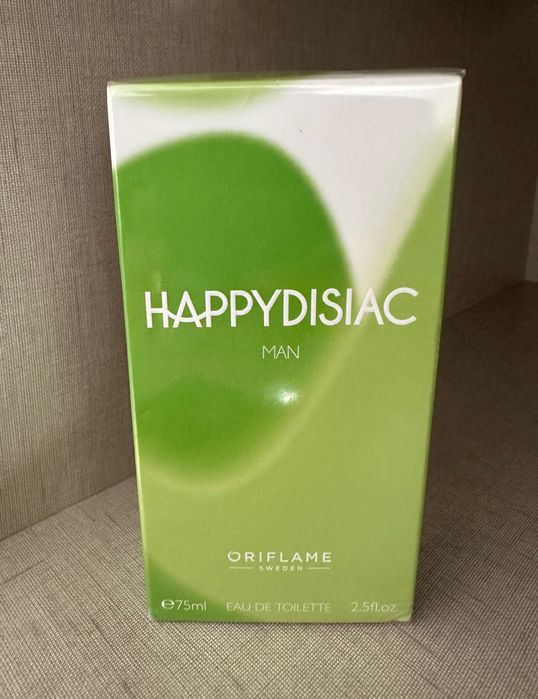 HAPPYDISIAC
MAN
ORIFLAME
SWEDEN
℮75ml EAU DE TOILETTE 2.5fl.oz.